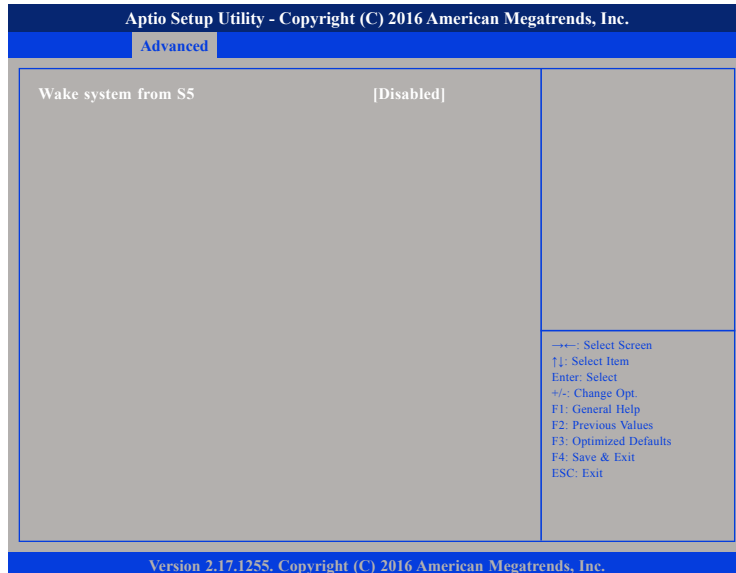 Aptio Setup Utility - Copyright (C) 2016 American Megatrends, Inc.
Advanced
Wake system from S5 [Disabled]
→←: Select Screen
↑↓: Select Item
Enter: Select
+/-: Change Opt.
F1: General Help
F2: Previous Values
F3: Optimized Defaults
F4: Save & Exit
ESC: Exit
Version 2.17.1255. Copyright (C) 2016 American Megatrends, Inc.